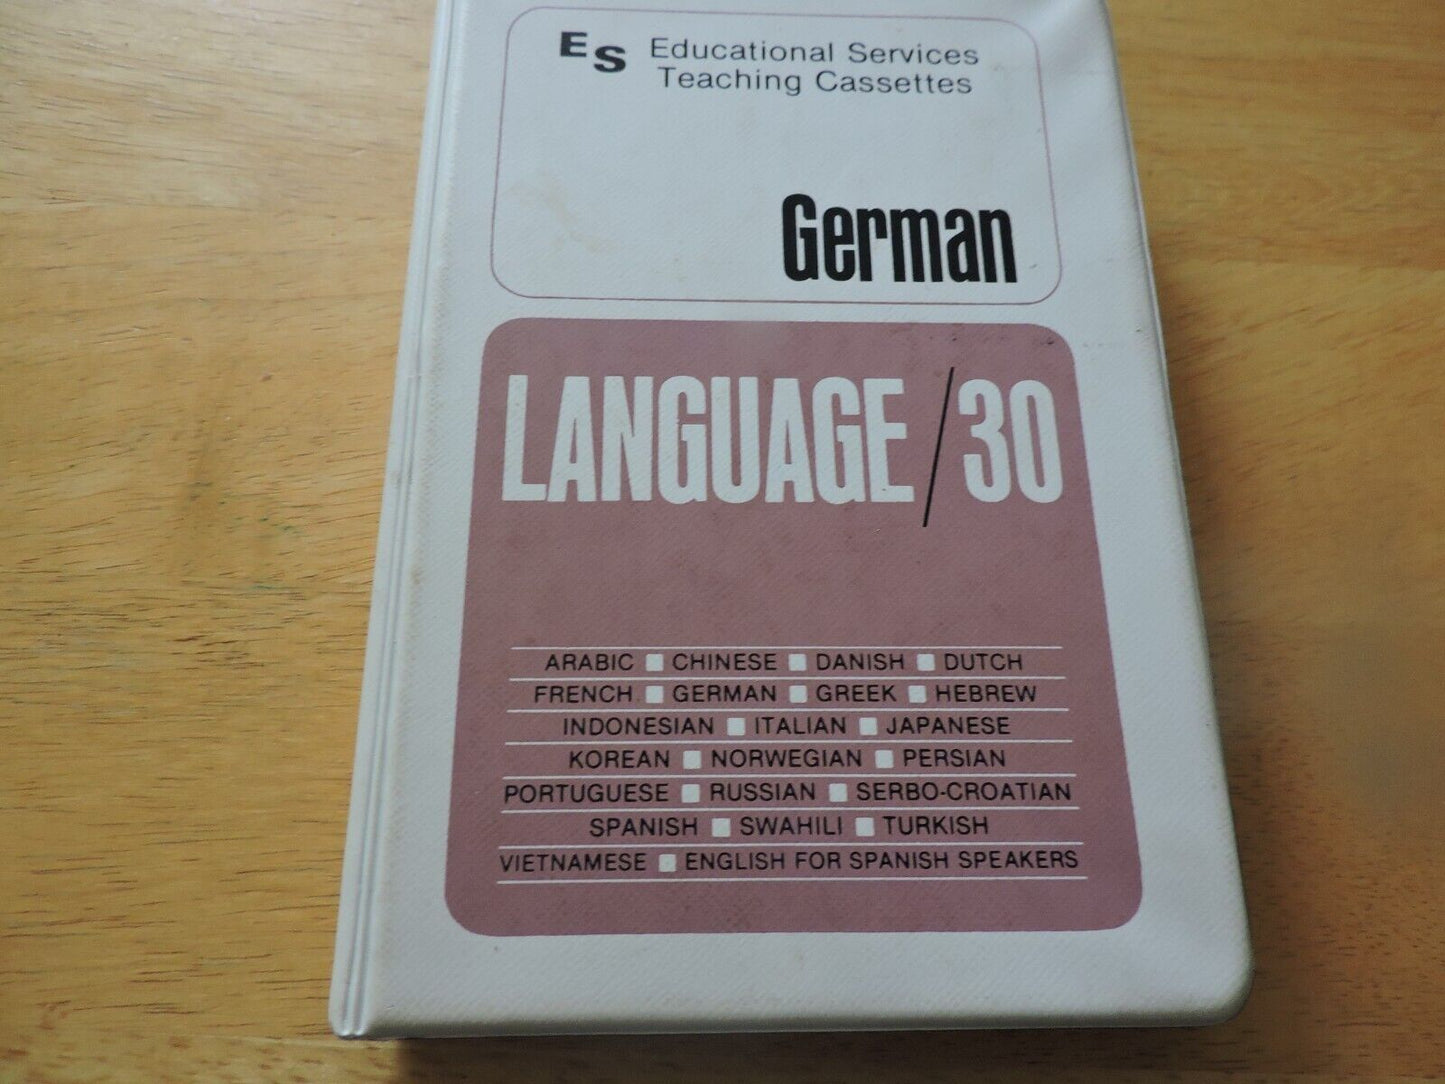 ES Educational Services
Teaching Cassettes
German
LANGUAGE/30
ARABIC ■ CHINESE ■ DANISH ■ DUTCH
FRENCH ■ GERMAN ■ GREEK ■ HEBREW
INDONESIAN ■ ITALIAN ■ JAPANESE
KOREAN ■ NORWEGIAN ■ PERSIAN
PORTUGUESE ■ RUSSIAN ■ SERBO-CROATIAN
SPANISH ■ SWAHILI ■ TURKISH
VIETNAMESE ■ ENGLISH FOR SPANISH SPEAKERS